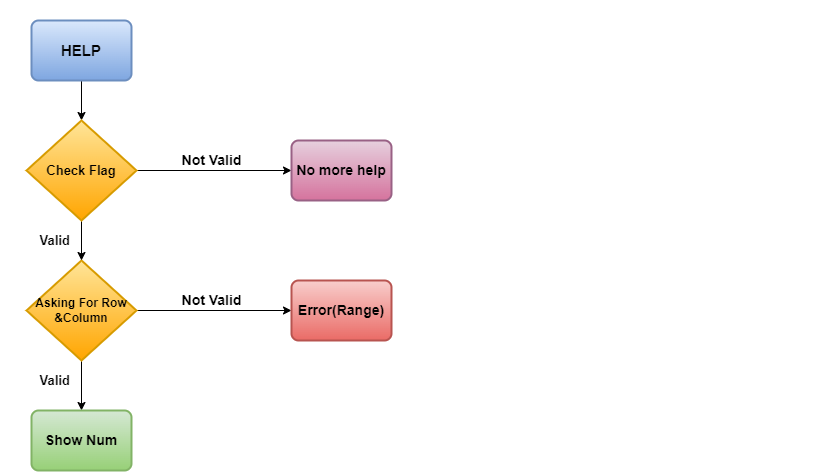 HELP
Not Valid
Check Flag
No more help
Valid
Not Valid
Asking For Row
&Column
Error(Range)
Valid
Show Num